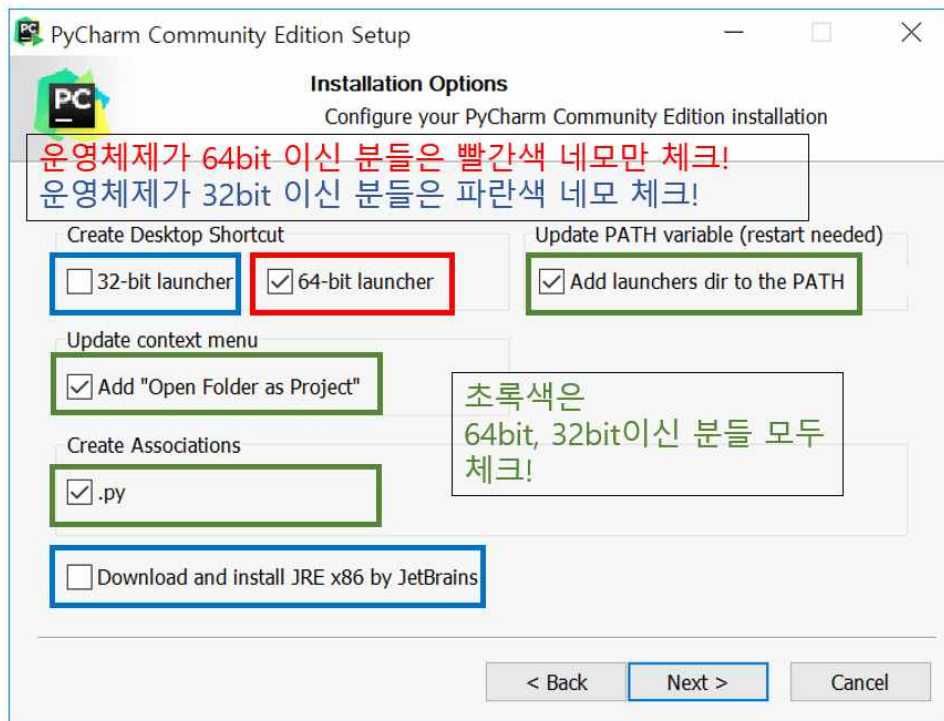 PyCharm Community Edition Setup
PC
Installation Options
Configure your PyCharm Community Edition installation
운영체제가 64bit 이신 분들은 빨간색 네모만 체크!
운영체제가 32bit 이신 분들은 파란색 네모 체크!
Create Desktop Shortcut
Update PATH variable (restart needed)
32-bit launcher
64-bit launcher
Add launchers dir to the PATH
Update context menu
Add "Open Folder as Project"
초록색은
64bit, 32bit이신 분들 모두
체크!
Create Associations
.py
Download and install JRE x86 by JetBrains
< Back
Next >
Cancel